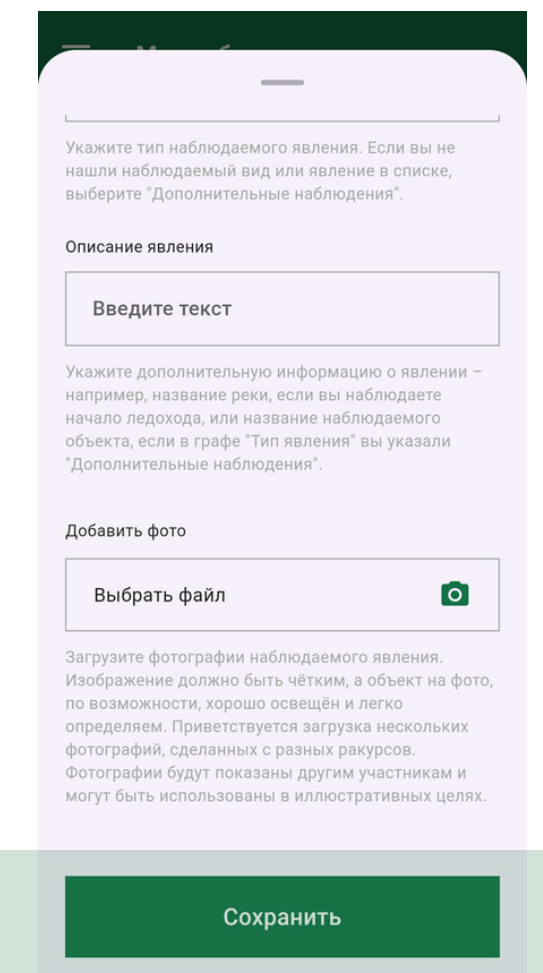 Укажите тип наблюдаемого явления. Если вы не
нашли наблюдаемый вид или явление в списке,
выберите "Дополнительные наблюдения".
Описание явления
Введите текст
Укажите дополнительную информацию о явлении –
например, название реки, если вы наблюдаете
начало ледохода, или название наблюдаемого
объекта, если в графе "Тип явления" вы указали
"Дополнительные наблюдения".
Добавить фото
Выбрать файл
Загрузите фотографии наблюдаемого явления.
Изображение должно быть чётким, а объект на фото,
по возможности, хорошо освещён и легко
определяем. Приветствуется загрузка нескольких
фотографий, сделанных с разных ракурсов.
Фотографии будут показаны другим участникам и
могут быть использованы в иллюстративных целях.
Сохранить